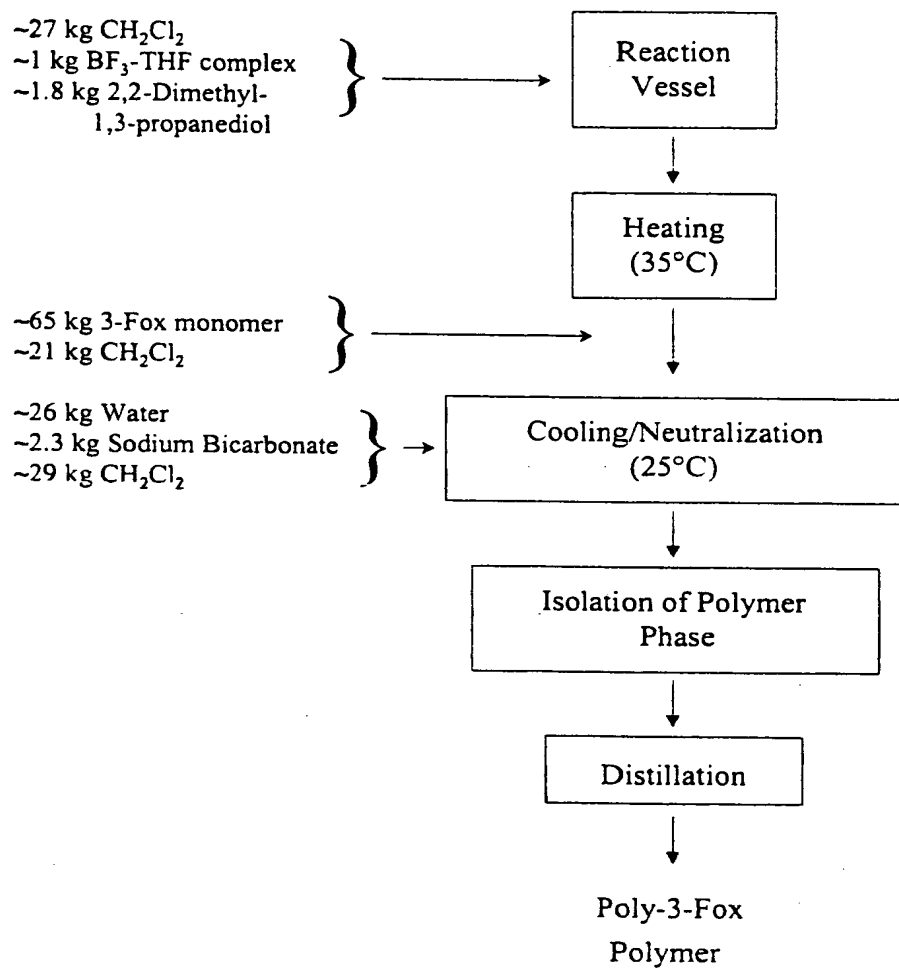 ~27 kg CH₂Cl₂
~1 kg BF₃-THF complex
~1.8 kg 2,2-Dimethyl-
1,3-propanediol
Reaction
Vessel
Heating
(35°C)
~65 kg 3-Fox monomer
~21 kg CH₂Cl₂
~26 kg Water
~2.3 kg Sodium Bicarbonate
~29 kg CH₂Cl₂
Cooling/Neutralization
(25°C)
Isolation of Polymer
Phase
Distillation
Poly-3-Fox
Polymer